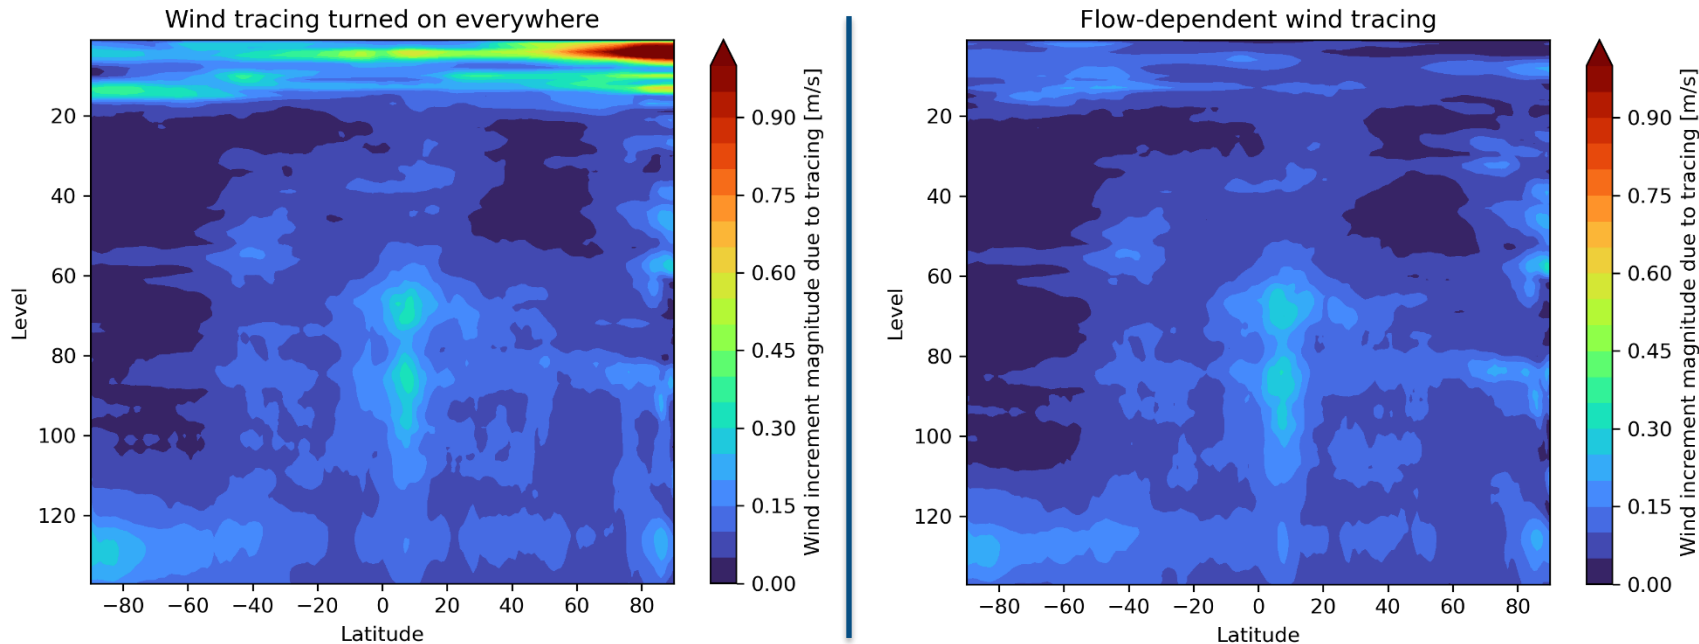 Wind tracing turned on everywhere
20
40
60
80
100
120
Level
−80 −60 −40 −20 0 20 40 60 80
Latitude
0.90
0.75
0.60
0.45
0.30
0.15
0.00
Wind increment magnitude due to tracing [m/s]
Flow-dependent wind tracing
20
40
60
80
100
120
Level
−80 −60 −40 −20 0 20 40 60 80
Latitude
0.90
0.75
0.60
0.45
0.30
0.15
0.00
Wind increment magnitude due to tracing [m/s]